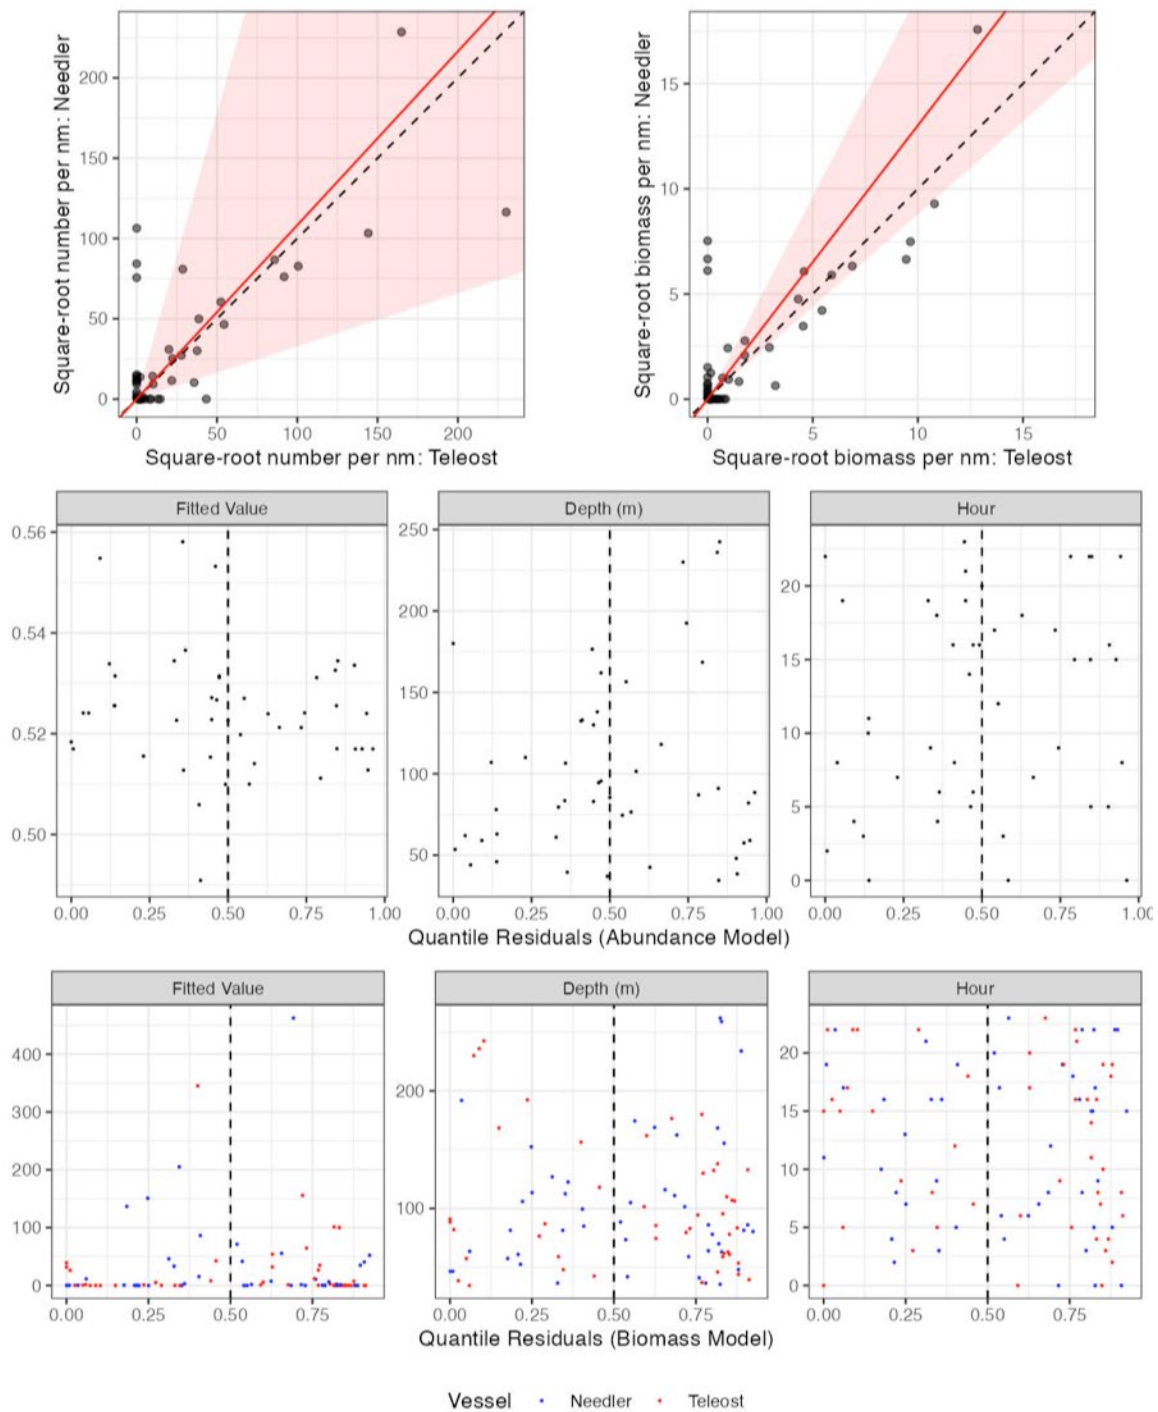 Square-root number per nm: Needler
200
150
100
50
0
0 50 100 150 200
Square-root number per nm: Teleost
Square-root biomass per nm: Needler
15
10
5
0
0 5 10 15
Square-root biomass per nm: Teleost
Fitted Value
0.56
0.54
0.52
0.50
0.00 0.25 0.50 0.75 1.00
Depth (m)
250
200
150
100
50
0.00 0.25 0.50 0.75 1.00
Hour
20
15
10
5
0
0.00 0.25 0.50 0.75 1.00
Quantile Residuals (Abundance Model)
Fitted Value
400
300
200
100
0
0.00 0.25 0.50 0.75
Depth (m)
200
100
0.00 0.25 0.50 0.75
Hour
20
15
10
5
0
0.00 0.25 0.50 0.75
Quantile Residuals (Biomass Model)
Vessel Needler Teleost